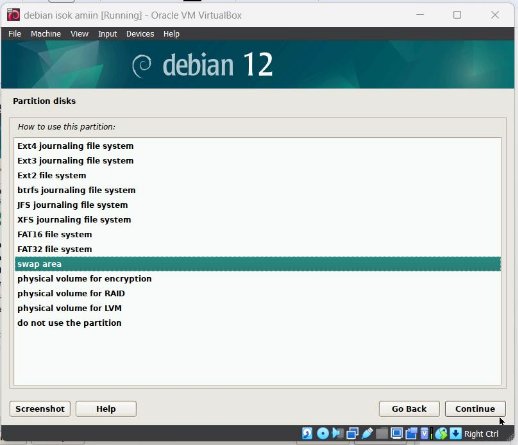 debian isok amiin [Running] - Oracle VM VirtualBox
File Machine View Input Devices Help
debian 12
Partition disks
How to use this partition:
Ext4 journaling file system
Ext3 journaling file system
Ext2 file system
btrfs journaling file system
JFS journaling file system
XFS journaling file system
FAT16 file system
FAT32 file system
swap area
physical volume for encryption
physical volume for RAID
physical volume for LVM
do not use the partition
Screenshot Help Go Back Continue
Right Ctrl